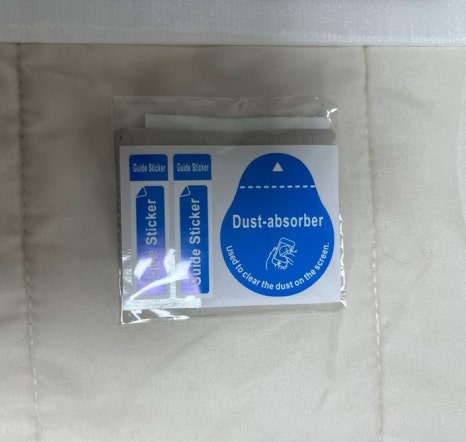 Guide Sticker
Guide Sticker
Guide Sticker
Guide Sticker
Dust-absorber
Used to clear the dust on the screen.